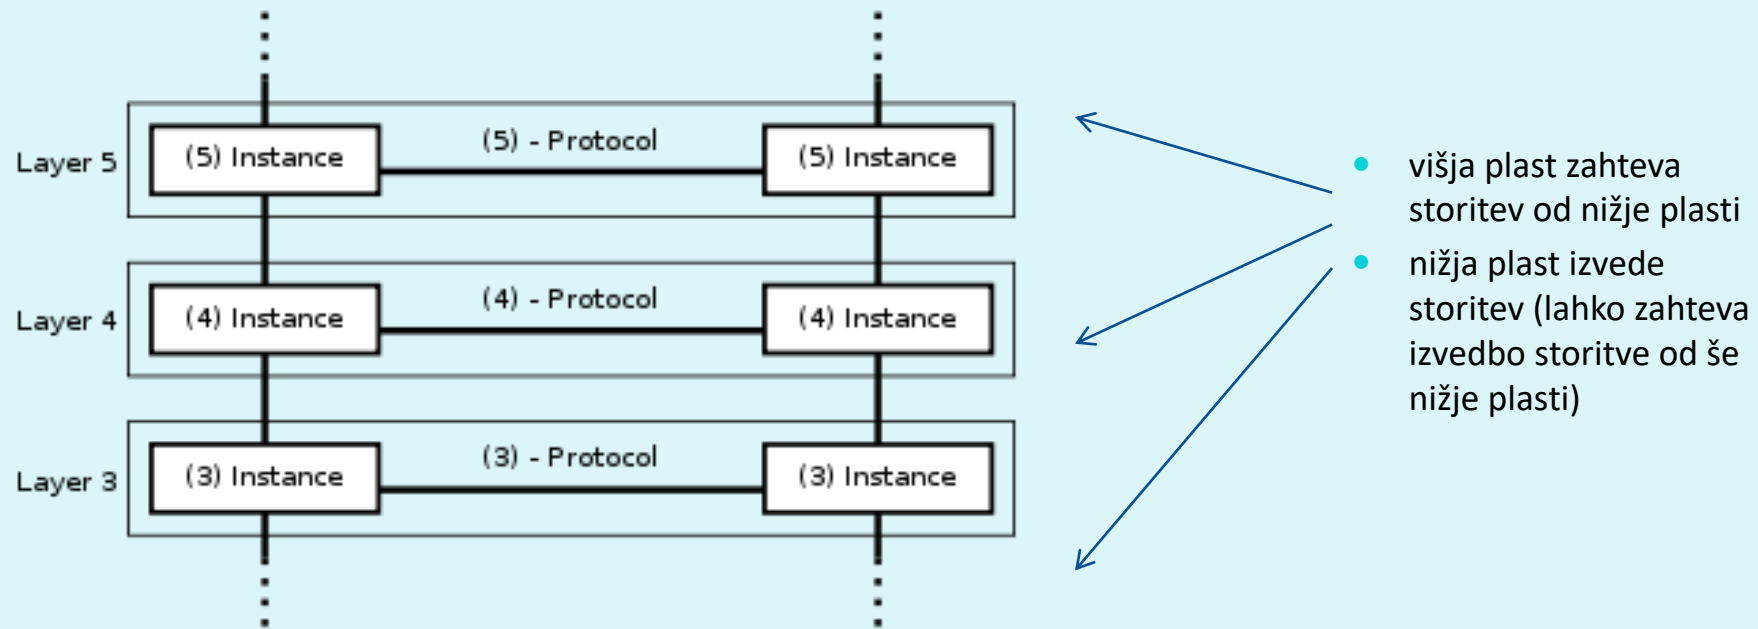 Layer 5
(5) Instance
(5) - Protocol
(5) Instance
Layer 4
(4) Instance
(4) - Protocol
(4) Instance
Layer 3
(3) Instance
(3) - Protocol
(3) Instance
• višja plast zahteva
storitev od nižje plasti
• nižja plast izvede
storitev (lahko zahteva
izvedbo storitve od še
nižje plasti)